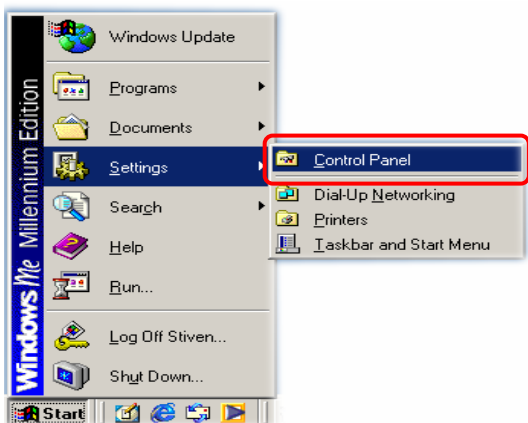 Windows Update
Programs
Documents
Settings
Search
Help
Run...
Log Off Stiven...
Shut Down...
Windows Me Millennium Edition
Control Panel
Dial-Up Networking
Printers
Taskbar and Start Menu
Start